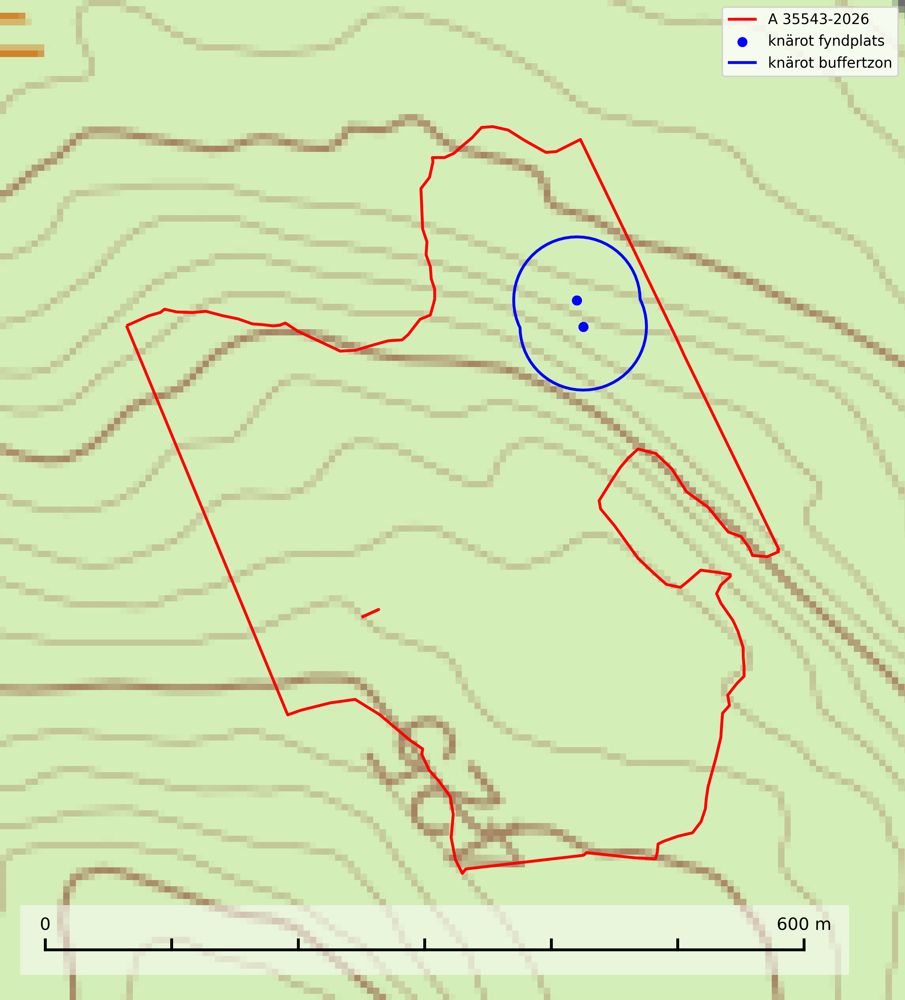 A 35543-2026
knärot fyndplats
knärot buffertzon
0
600 m